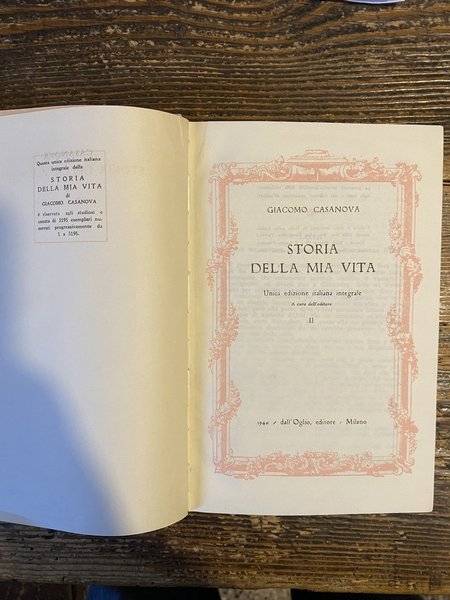 Questa unica edizione italiana
integrale della
STORIA
DELLA MIA VITA
di
GIACOMO CASANOVA
è riservata agli studiosi e
consta di 3195 esemplari nu-
merati progressivamente da
1 a 3195.
GIACOMO CASANOVA
STORIA
DELLA MIA VITA
Unica edizione italiana integrale
A cura dell'editore
II
1946 / dall'Oglio, editore / Milano